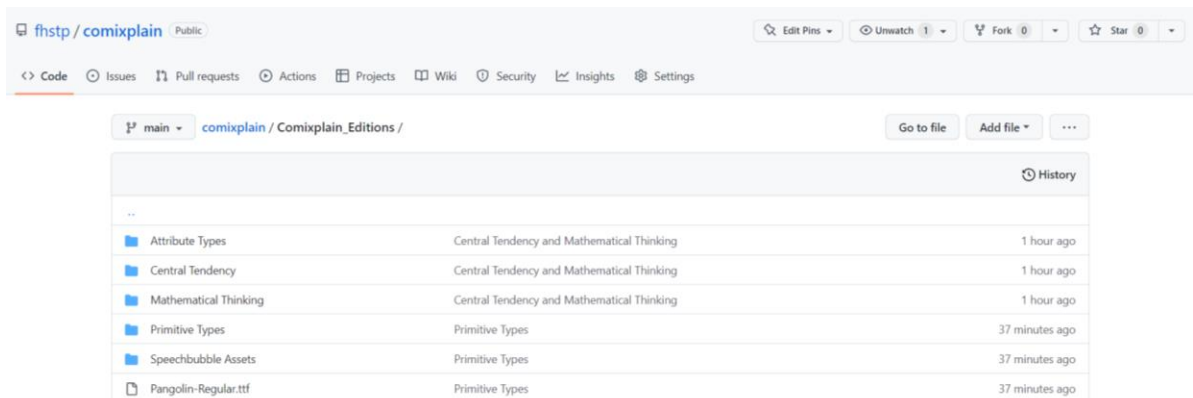 fhstp / comixplain Public Edit Pins Unwatch 1 Fork 0 Star 0
Code Issues Pull requests Actions Projects Wiki Security Insights Settings
main comixplain / Comixplain_Editions / Go to file Add file ...
History
..
Attribute Types Central Tendency and Mathematical Thinking 1 hour ago
Central Tendency Central Tendency and Mathematical Thinking 1 hour ago
Mathematical Thinking Central Tendency and Mathematical Thinking 1 hour ago
Primitive Types Primitive Types 37 minutes ago
Speechbubble Assets Primitive Types 37 minutes ago
Pangolin-Regular.ttf Primitive Types 37 minutes ago